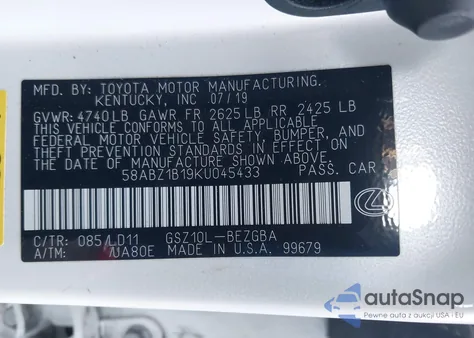 MFD. BY: TOYOTA MOTOR MANUFACTURING.
KENTUCKY, INC 07/19
GVWR: 4740LB GAWR FR 2625LB RR 2425 LB
THIS VEHICLE CONFORMS TO ALL APPLICABLE
FEDERAL MOTOR VEHICLE SAFETY, BUMPER, AND
THEFT PREVENTION STANDARDS IN EFFECT ON
THE DATE OF MANUFACTURE SHOWN ABOVE.
58ABZ1B19KU045433 PASS. CAR
C/TR: 085/LD11 GSZ10L-BEZGBA
A/TM: /UA80E MADE IN U.S.A. 99679
autoSnap
Pewne auta z aukcji USA i EU